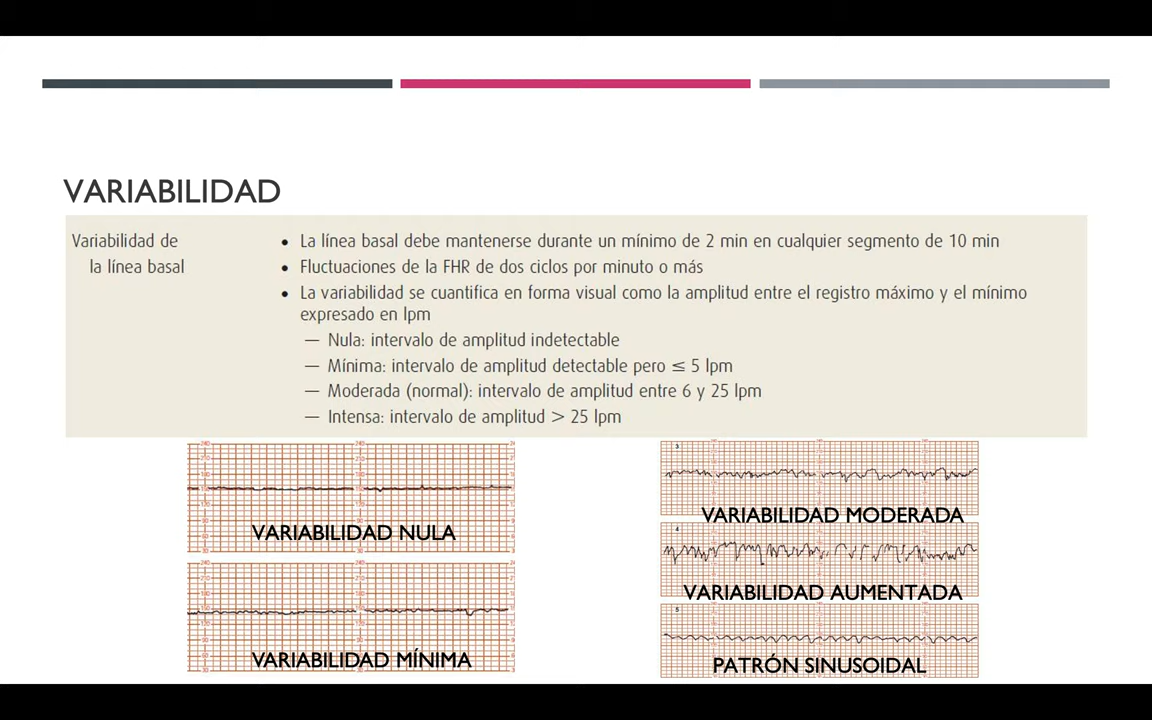 VARIABILIDAD
Variabilidad de
la línea basal
• La línea basal debe mantenerse durante un mínimo de 2 min en cualquier segmento de 10 min
• Fluctuaciones de la FHR de dos ciclos por minuto o más
• La variabilidad se cuantifica en forma visual como la amplitud entre el registro máximo y el mínimo
expresado en lpm
— Nula: intervalo de amplitud indetectable
— Mínima: intervalo de amplitud detectable pero ≤ 5 lpm
— Moderada (normal): intervalo de amplitud entre 6 y 25 lpm
— Intensa: intervalo de amplitud > 25 lpm
VARIABILIDAD NULA
VARIABILIDAD MÍNIMA
3
VARIABILIDAD MODERADA
4
VARIABILIDAD AUMENTADA
5
PATRÓN SINUSOIDAL